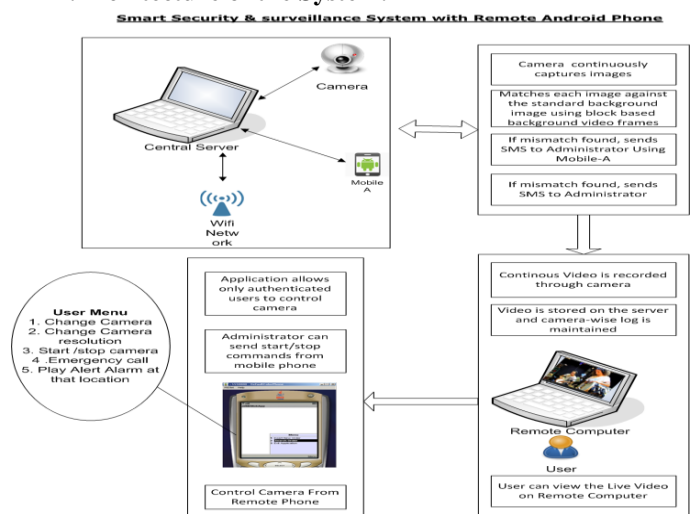 Smart Security & surveillance System with Remote Android Phone
Camera
Central Server
Mobile
A
Wifi
Netw
ork
Camera continuously
captures images
Matches each image against
the standard background
image using block based
background video frames
If mismatch found, sends
SMS to Administrator Using
Mobile-A
If mismatch found, sends
SMS to Administrator
Continous Video is recorded
through camera
Video is stored on the server
and camera-wise log is
maintained
Remote Computer
User
User can view the Live Video
on Remote Computer
Application allows
only authenticated
users to control
camera
Administrator can
send start/stop
commands from
mobile phone
Menu
Control Camera From
Remote Phone
User Menu
1. Change Camera
2. Change Camera
resolution
3. Start /stop camera
4 .Emergency call
5. Play Alert Alarm at
that location